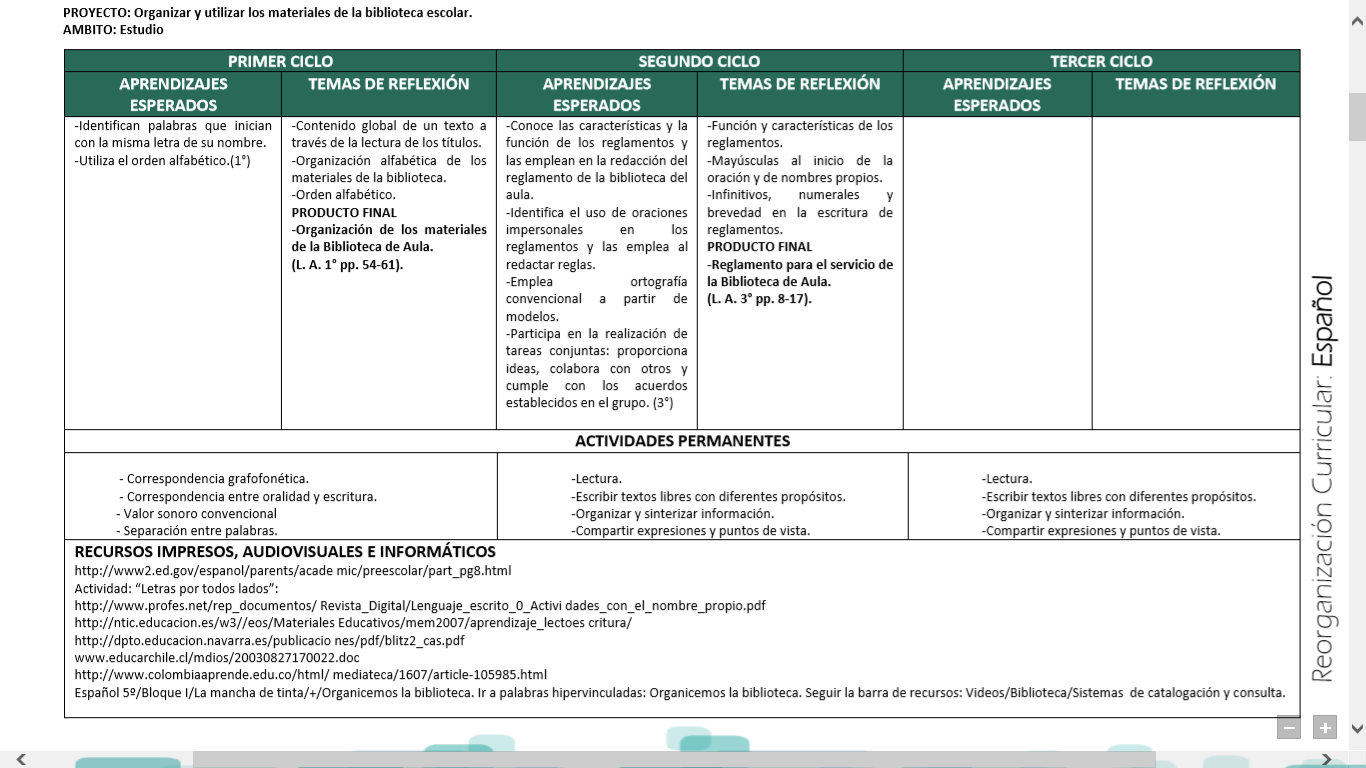 PROYECTO: Organizar y utilizar los materiales de la biblioteca escolar.
AMBITO: Estudio
PRIMER CICLO
SEGUNDO CICLO
TERCER CICLO
APRENDIZAJES
ESPERADOS
TEMAS DE REFLEXIÓN
APRENDIZAJES
ESPERADOS
TEMAS DE REFLEXIÓN
APRENDIZAJES
ESPERADOS
TEMAS DE REFLEXIÓN
-Identifican palabras que inician
con la misma letra de su nombre.
-Utiliza el orden alfabético.(1°)
-Contenido global de un texto a
través de la lectura de los títulos.
-Organización alfabética de los
materiales de la biblioteca.
-Orden alfabético.
PRODUCTO FINAL
-Organización de los materiales
de la Biblioteca de Aula.
(L. A. 1° pp. 54-61).
-Conoce las características y la
función de los reglamentos y
las emplean en la redacción del
reglamento de la biblioteca del
aula.
-Identifica el uso de oraciones
impersonales en los
reglamentos y las emplea al
redactar reglas.
-Emplea ortografía
convencional a partir de
modelos.
-Participa en la realización de
tareas conjuntas: proporciona
ideas, colabora con otros y
cumple con los acuerdos
establecidos en el grupo. (3°)
-Función y características de los
reglamentos.
-Mayúsculas al inicio de la
oración y de nombres propios.
-Infinitivos, numerales y
brevedad en la escritura de
reglamentos.
PRODUCTO FINAL
-Reglamento para el servicio de
la Biblioteca de Aula.
(L. A. 3° pp. 8-17).
ACTIVIDADES PERMANENTES
- Correspondencia grafofonética.
- Correspondencia entre oralidad y escritura.
- Valor sonoro convencional
- Separación entre palabras.
-Lectura.
-Escribir textos libres con diferentes propósitos.
-Organizar y sinterizar información.
-Compartir expresiones y puntos de vista.
-Lectura.
-Escribir textos libres con diferentes propósitos.
-Organizar y sinterizar información.
-Compartir expresiones y puntos de vista.
RECURSOS IMPRESOS, AUDIOVISUALES E INFORMÁTICOS
http://www2.ed.gov/espanol/parents/acade mic/preescolar/part_pg8.html
Actividad: “Letras por todos lados”:
http://www.profes.net/rep_documentos/ Revista_Digital/Lenguaje_escrito_0_Activi dades_con_el_nombre_propio.pdf
http://ntic.educacion.es/w3//eos/Materiales Educativos/mem2007/aprendizaje_lectoes critura/
http://dpto.educacion.navarra.es/publicacio nes/pdf/blitz2_cas.pdf
www.educarchile.cl/mdios/20030827170022.doc
http://www.colombiaaprende.edu.co/html/ mediateca/1607/article-105985.html
Español 5º/Bloque I/La mancha de tinta/+/Organicemos la biblioteca. Ir a palabras hipervinculadas: Organicemos la biblioteca. Seguir la barra de recursos: Videos/Biblioteca/Sistemas de catalogación y consulta.
Reorganización Curricular: Español